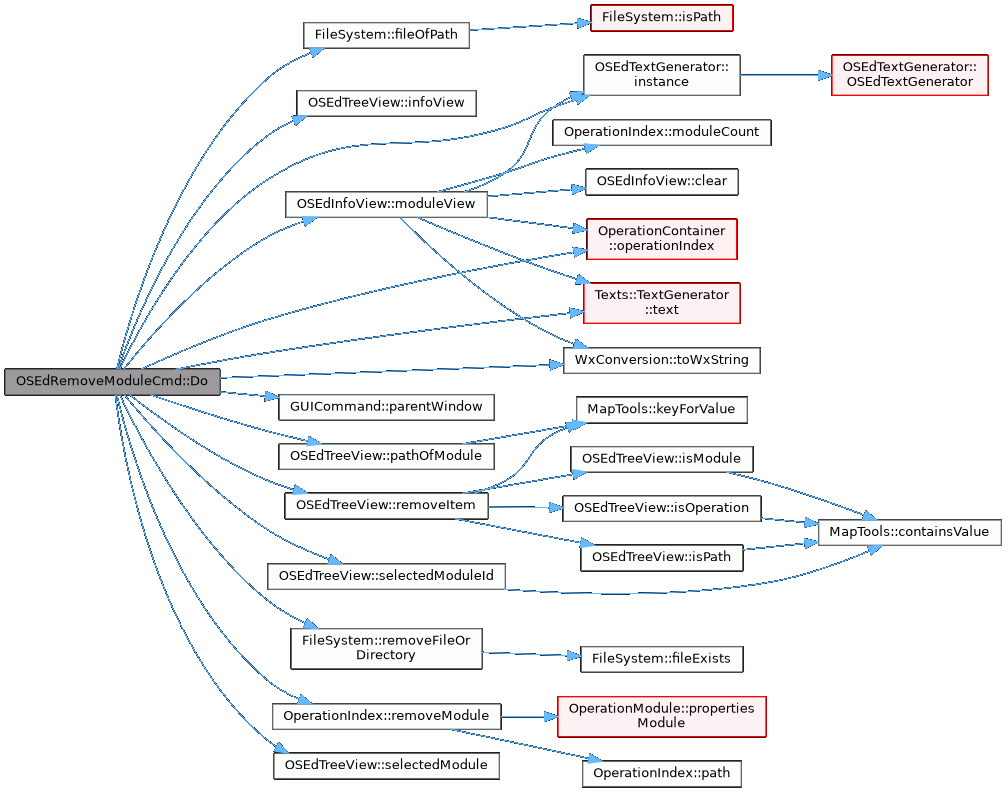 FileSystem::isPath
FileSystem::fileOfPath
OSEdTextGenerator::
instance
OSEdTextGenerator::
OSEdTextGenerator
OSEdTreeView::infoView
OperationIndex::moduleCount
OSEdInfoView::clear
OSEdInfoView::moduleView
OperationContainer
::operationIndex
Texts::TextGenerator
::text
WxConversion::toWxString
OSEdRemoveModuleCmd::Do
GUICommand::parentWindow
MapTools::keyForValue
OSEdTreeView::pathOfModule
OSEdTreeView::isModule
OSEdTreeView::removeItem
OSEdTreeView::isOperation
MapTools::containsValue
OSEdTreeView::isPath
OSEdTreeView::selectedModuleId
FileSystem::removeFileOr
Directory
FileSystem::fileExists
OperationIndex::removeModule
OperationModule::properties
Module
OSEdTreeView::selectedModule
OperationIndex::path